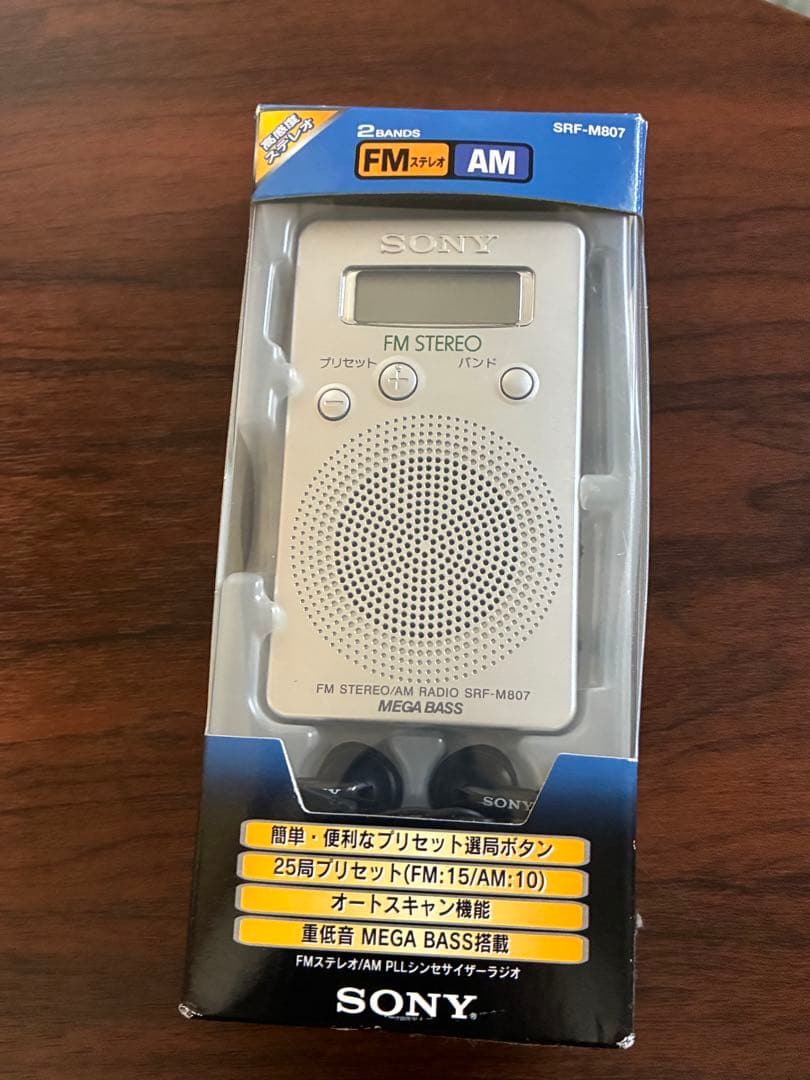 高感度
ステレオ
2 BANDS
SRF-M807
FMステレオ AM
SONY
FM STEREO
プリセット
バンド
+
−
FM STEREO/AM RADIO SRF-M807
MEGA BASS
SONY
簡単・便利なプリセット選局ボタン
25局プリセット(FM:15/AM:10)
オートスキャン機能
重低音 MEGA BASS搭載
FMステレオ/AM PLLシンセサイザーラジオ
SONY®